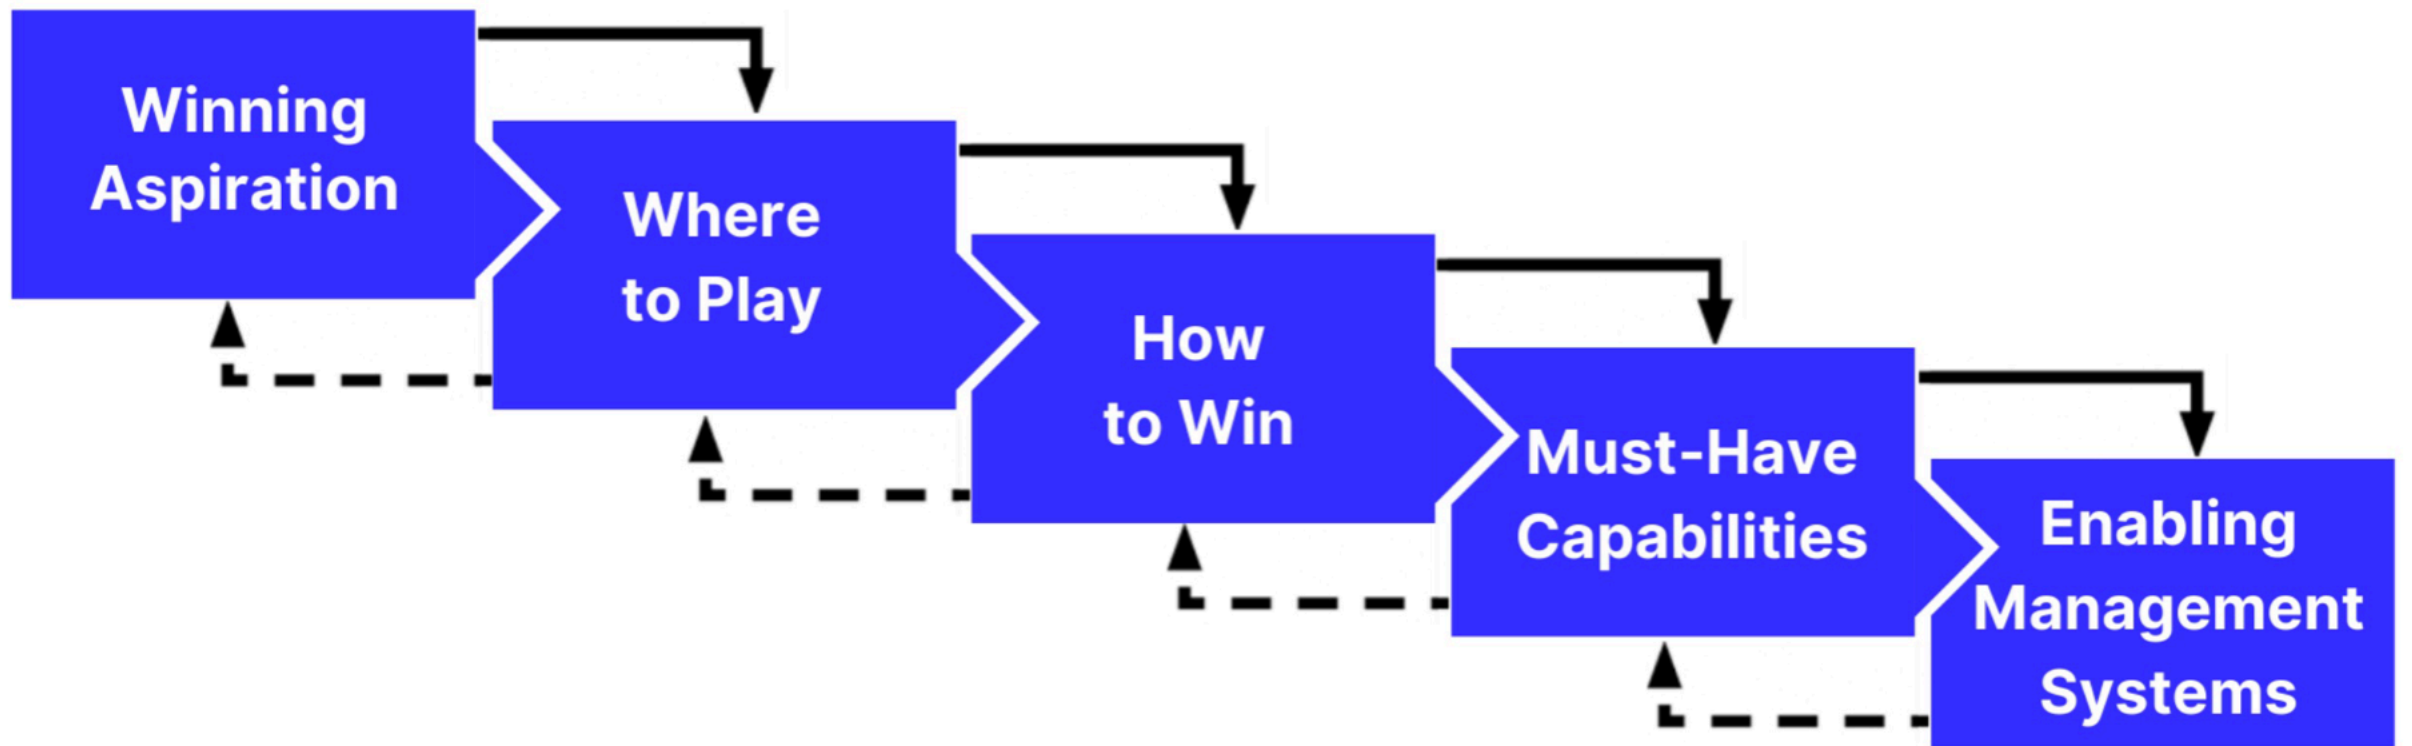 Winning
Aspiration
Where
to Play
How
to Win
Must-Have
Capabilities
Enabling
Management
Systems